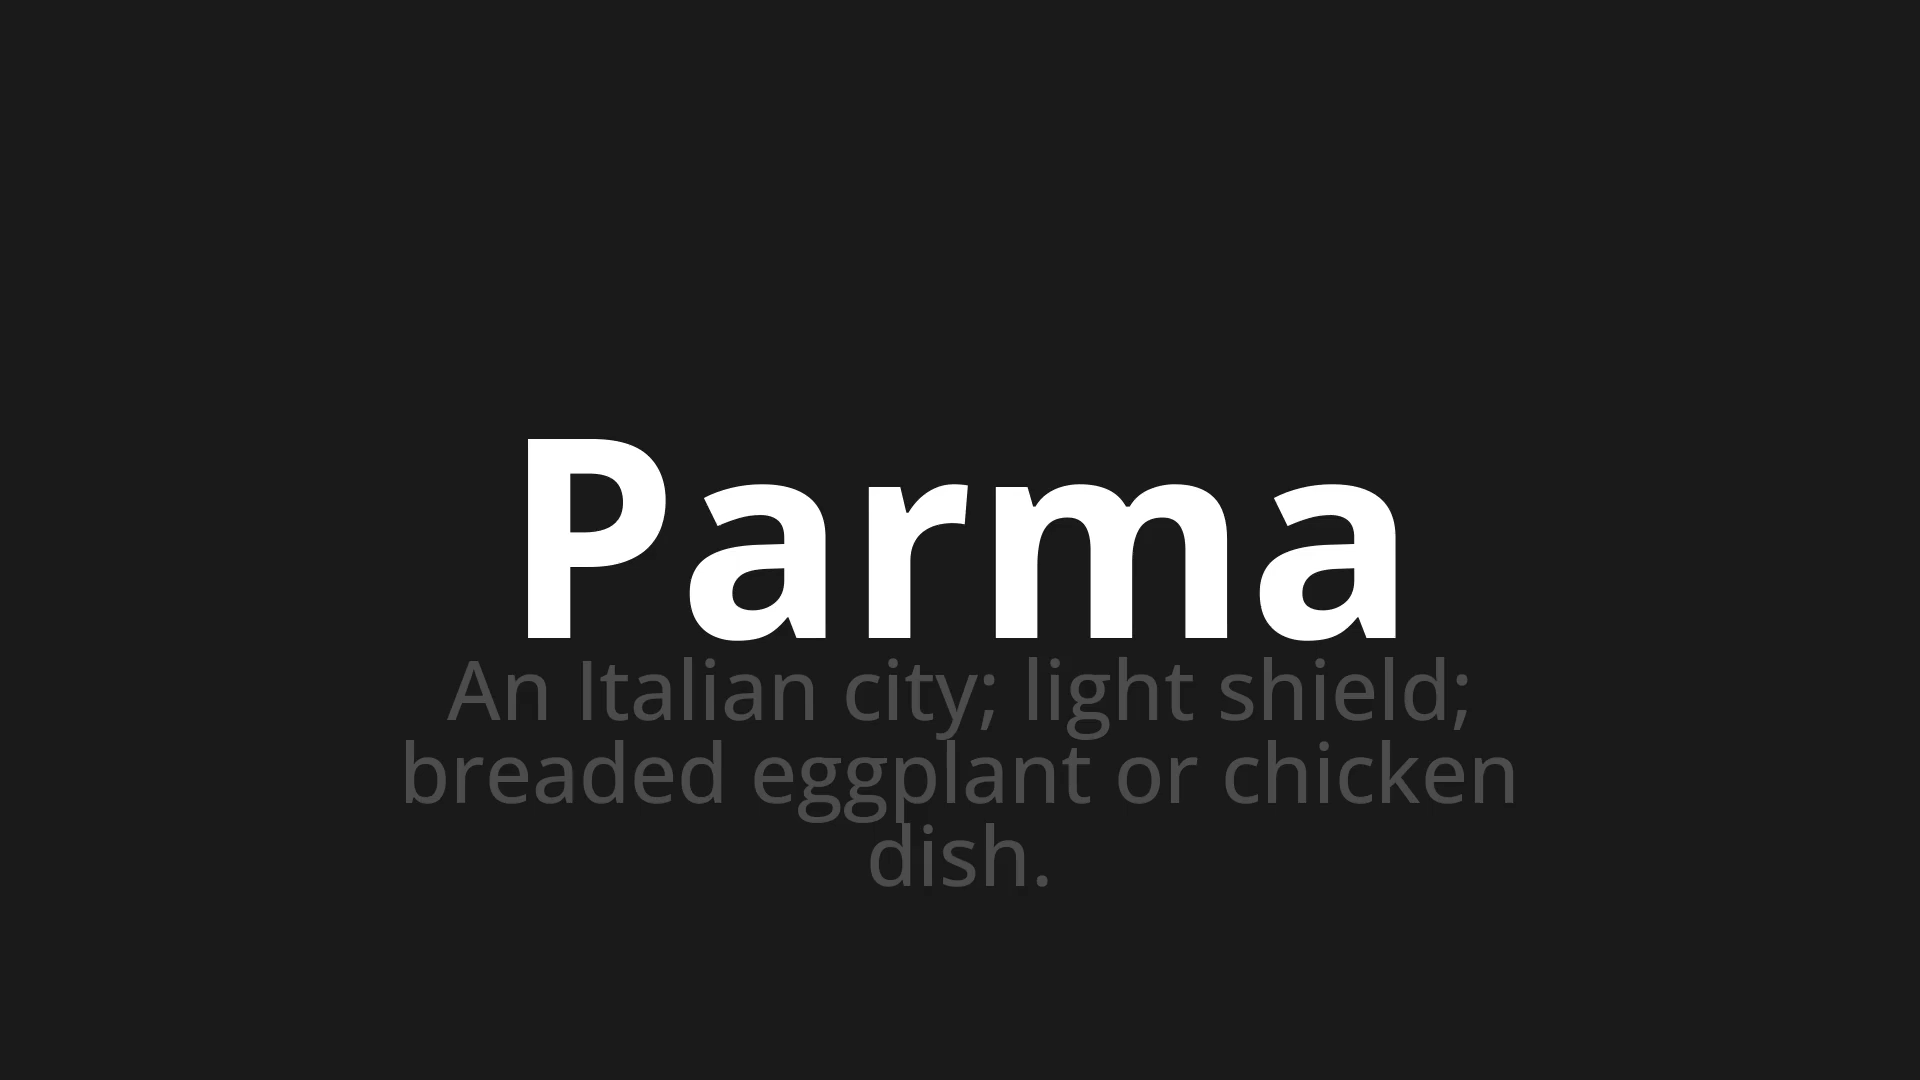 Parma
An Italian city; light shield;
breaded eggplant or chicken
dish.